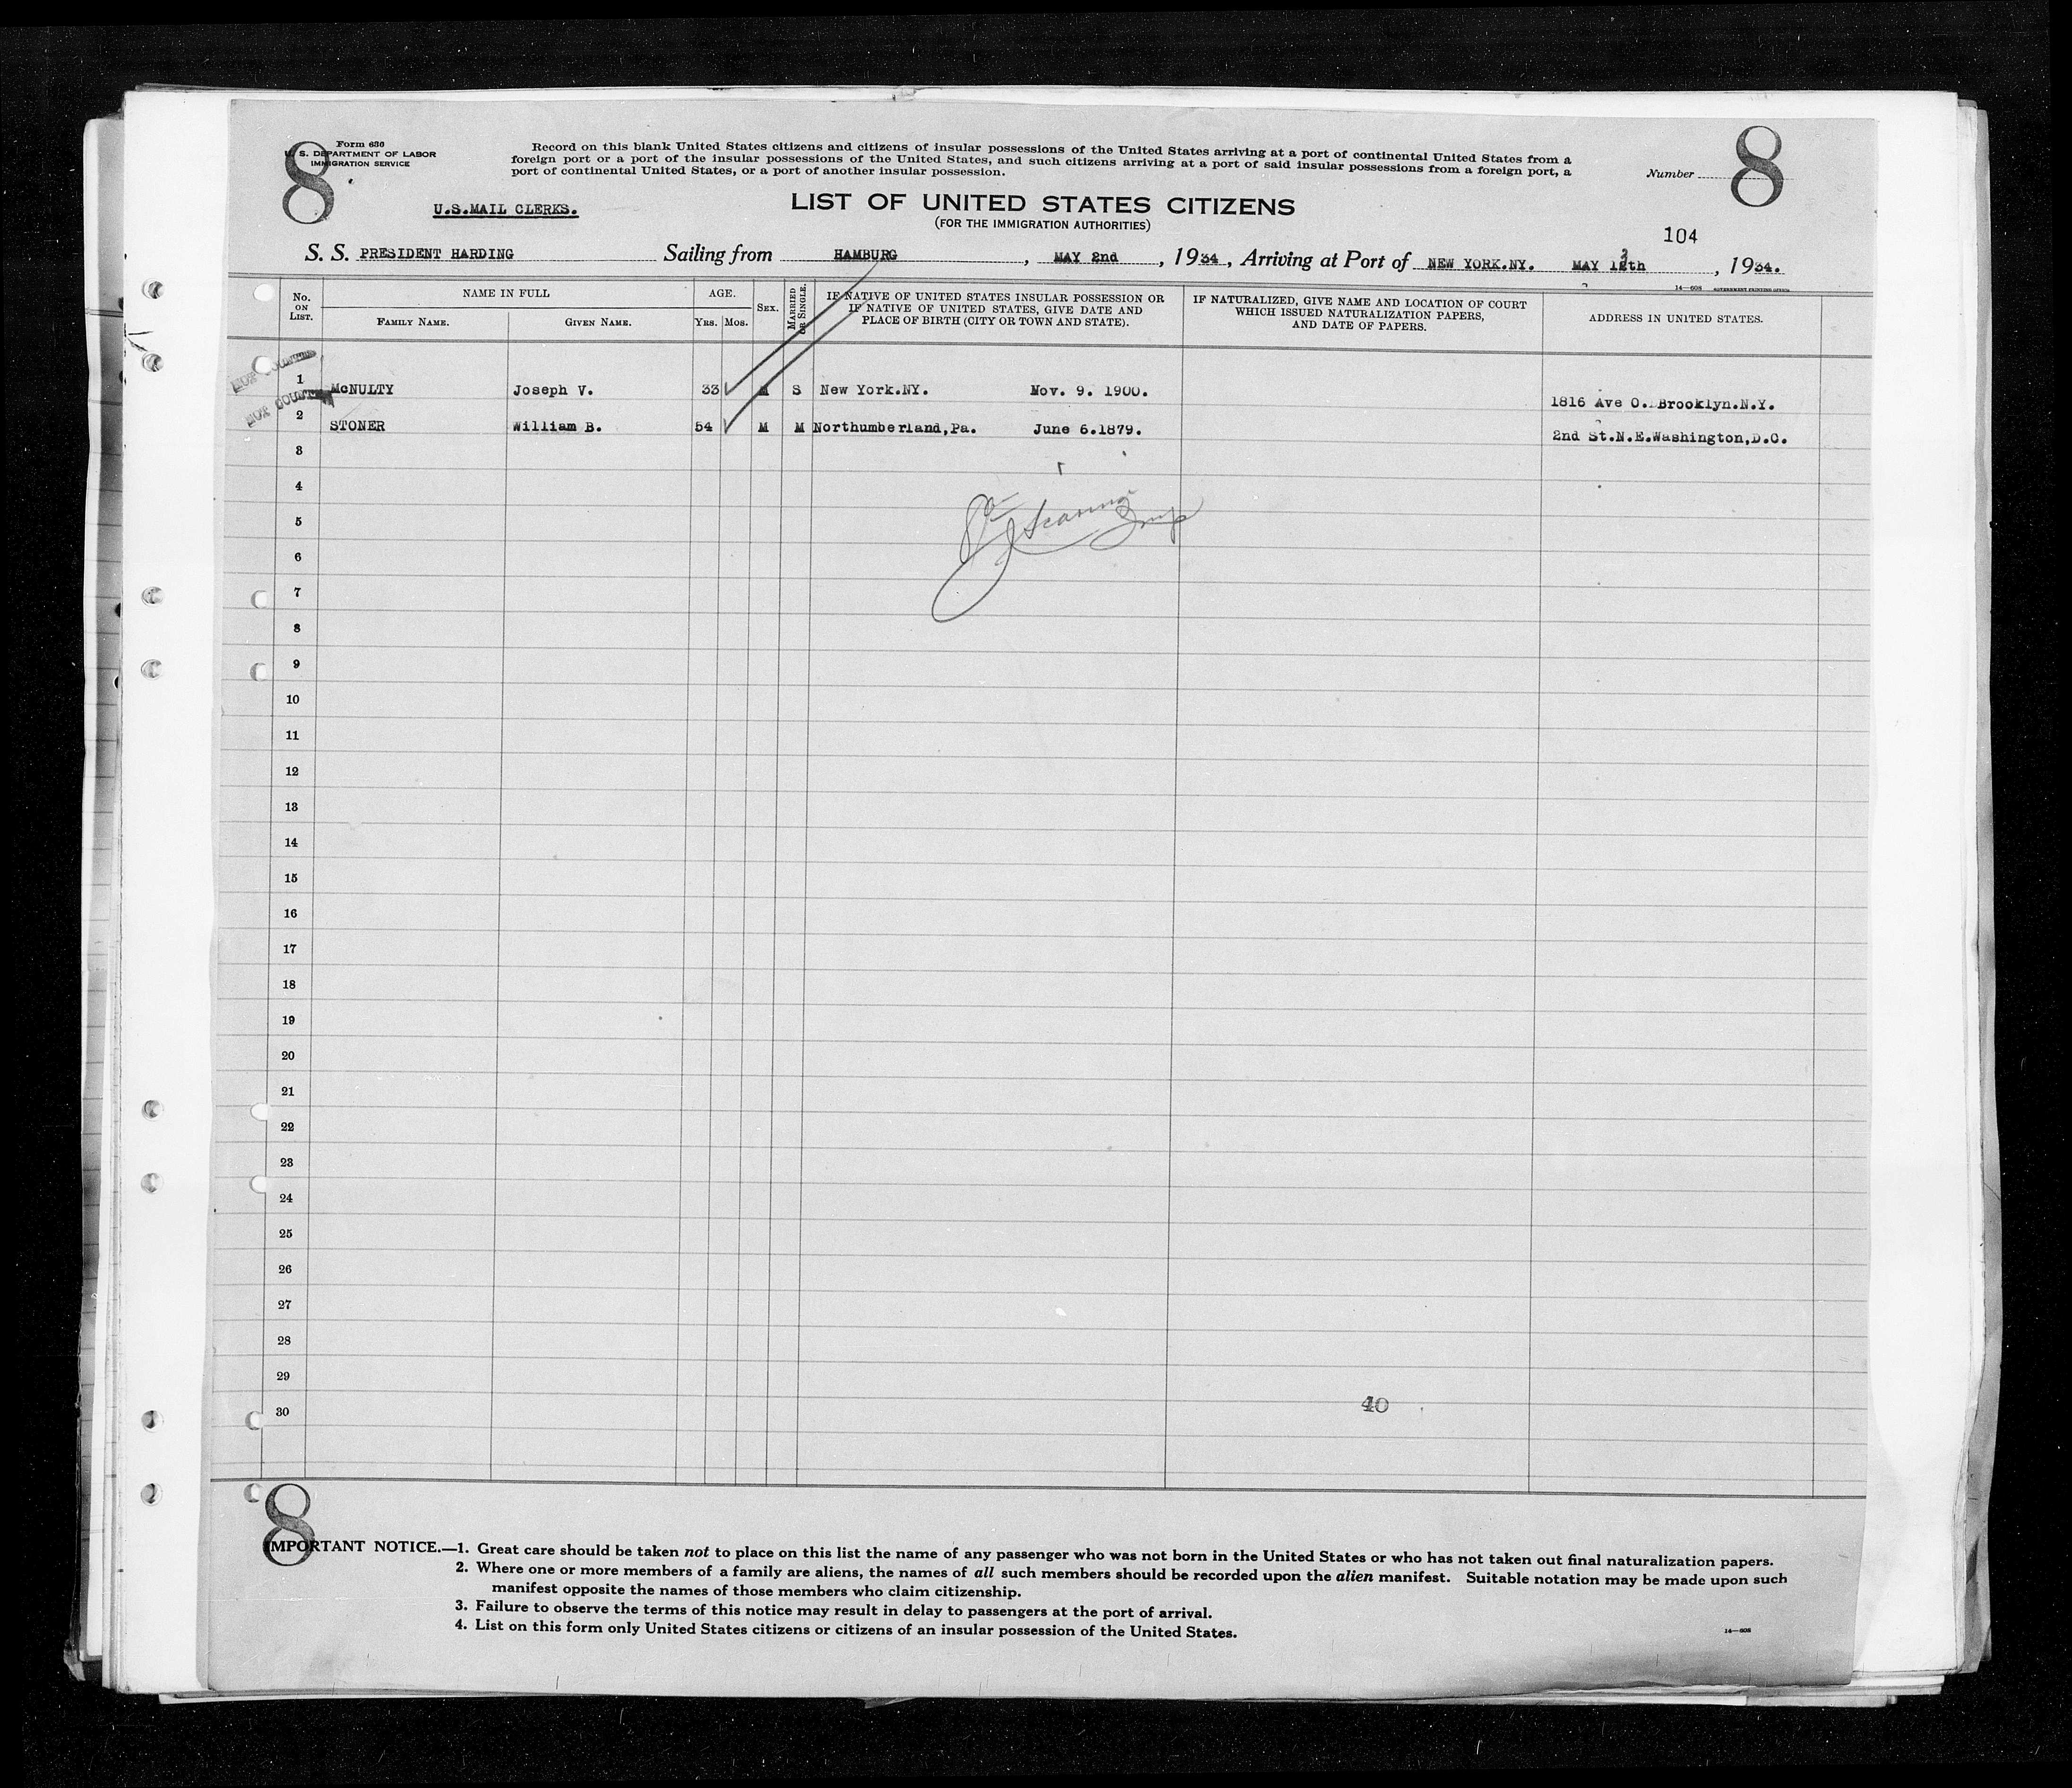 8
Form 630
U. S. DEPARTMENT OF LABOR
IMMIGRATION SERVICE
Record on this blank United States citizens and citizens of insular possessions of the United States arriving at a port of continental United States from a
foreign port or a port of the insular possessions of the United States, and such citizens arriving at a port of said insular possessions from a foreign port, a
port of continental United States, or a port of another insular possession.
Number
8
U.S.MAIL CLERKS.
LIST OF UNITED STATES CITIZENS
(FOR THE IMMIGRATION AUTHORITIES)
104
S. S. PRESIDENT HARDING Sailing from HAMBURG, MAY 2nd, 1934, Arriving at Port of NEW YORK.NY. MAY 13th, 1934.
14—608 GOVERNMENT PRINTING OFFICE
No. ON LIST.
NAME IN FULL
FAMILY NAME.
GIVEN NAME.
AGE.
YRS.
MOS.
SEX.
MARRIED OR SINGLE.
IF NATIVE OF UNITED STATES INSULAR POSSESSION OR
IF NATIVE OF UNITED STATES, GIVE DATE AND
PLACE OF BIRTH (CITY OR TOWN AND STATE).
IF NATURALIZED, GIVE NAME AND LOCATION OF COURT
WHICH ISSUED NATURALIZATION PAPERS,
AND DATE OF PAPERS.
ADDRESS IN UNITED STATES.
NOT COUNTED
NOT COUNTED
1 McNULTY Joseph V. 33 M S New York.NY. Nov. 9. 1900. 1816 Ave O. Brooklyn.N.Y.
2 STONER William B. 54 M M Northumberland,Pa. June 6.1879. 2nd St.N.E.Washington,D.C.
3
4
5
6
7
8
9
10
11
12
13
14
15
16
17
18
19
20
21
22
23
24
25
26
27
28
29
30
40
8
IMPORTANT NOTICE.—1. Great care should be taken not to place on this list the name of any passenger who was not born in the United States or who has not taken out final naturalization papers.
2. Where one or more members of a family are aliens, the names of all such members should be recorded upon the alien manifest. Suitable notation may be made upon such
manifest opposite the names of those members who claim citizenship.
3. Failure to observe the terms of this notice may result in delay to passengers at the port of arrival.
4. List on this form only United States citizens or citizens of an insular possession of the United States.
14—608